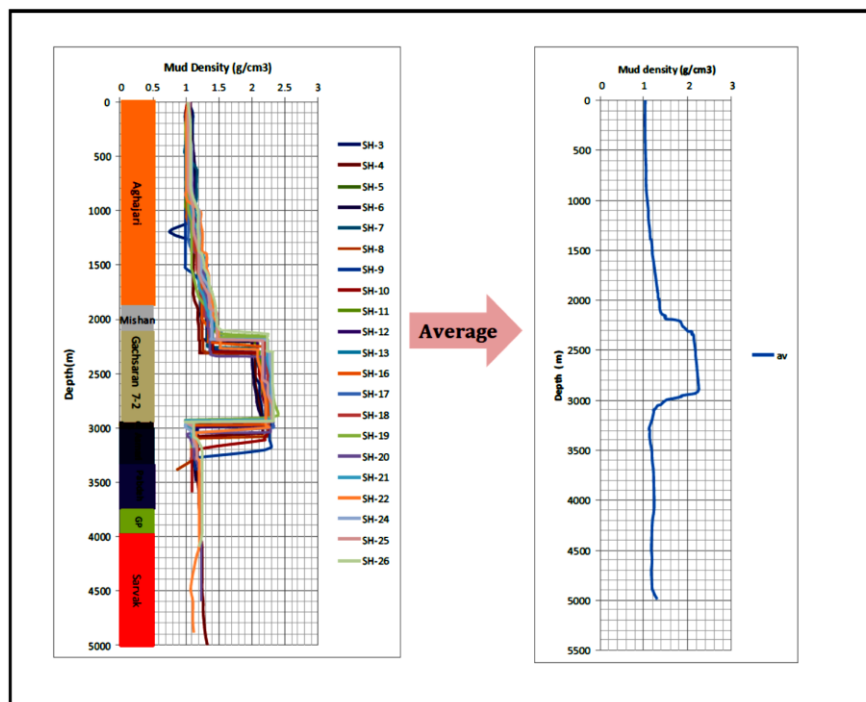 Mud Density (g/cm3)
0 0.5 1 1.5 2 2.5 3
0
500
1000
1500
2000
2500
3000
3500
4000
4500
5000
Depth(m)
Aghajari
Mishan
Gachsaran
7-2
GP
Sarvak
SH-3
SH-4
SH-5
SH-6
SH-7
SH-8
SH-9
SH-10
SH-11
SH-12
SH-13
SH-16
SH-17
SH-18
SH-19
SH-20
SH-21
SH-22
SH-24
SH-25
SH-26
Average
Mud density (g/cm3)
0 1 2 3
0
500
1000
1500
2000
2500
3000
3500
4000
4500
5000
5500
Depth (m)
av